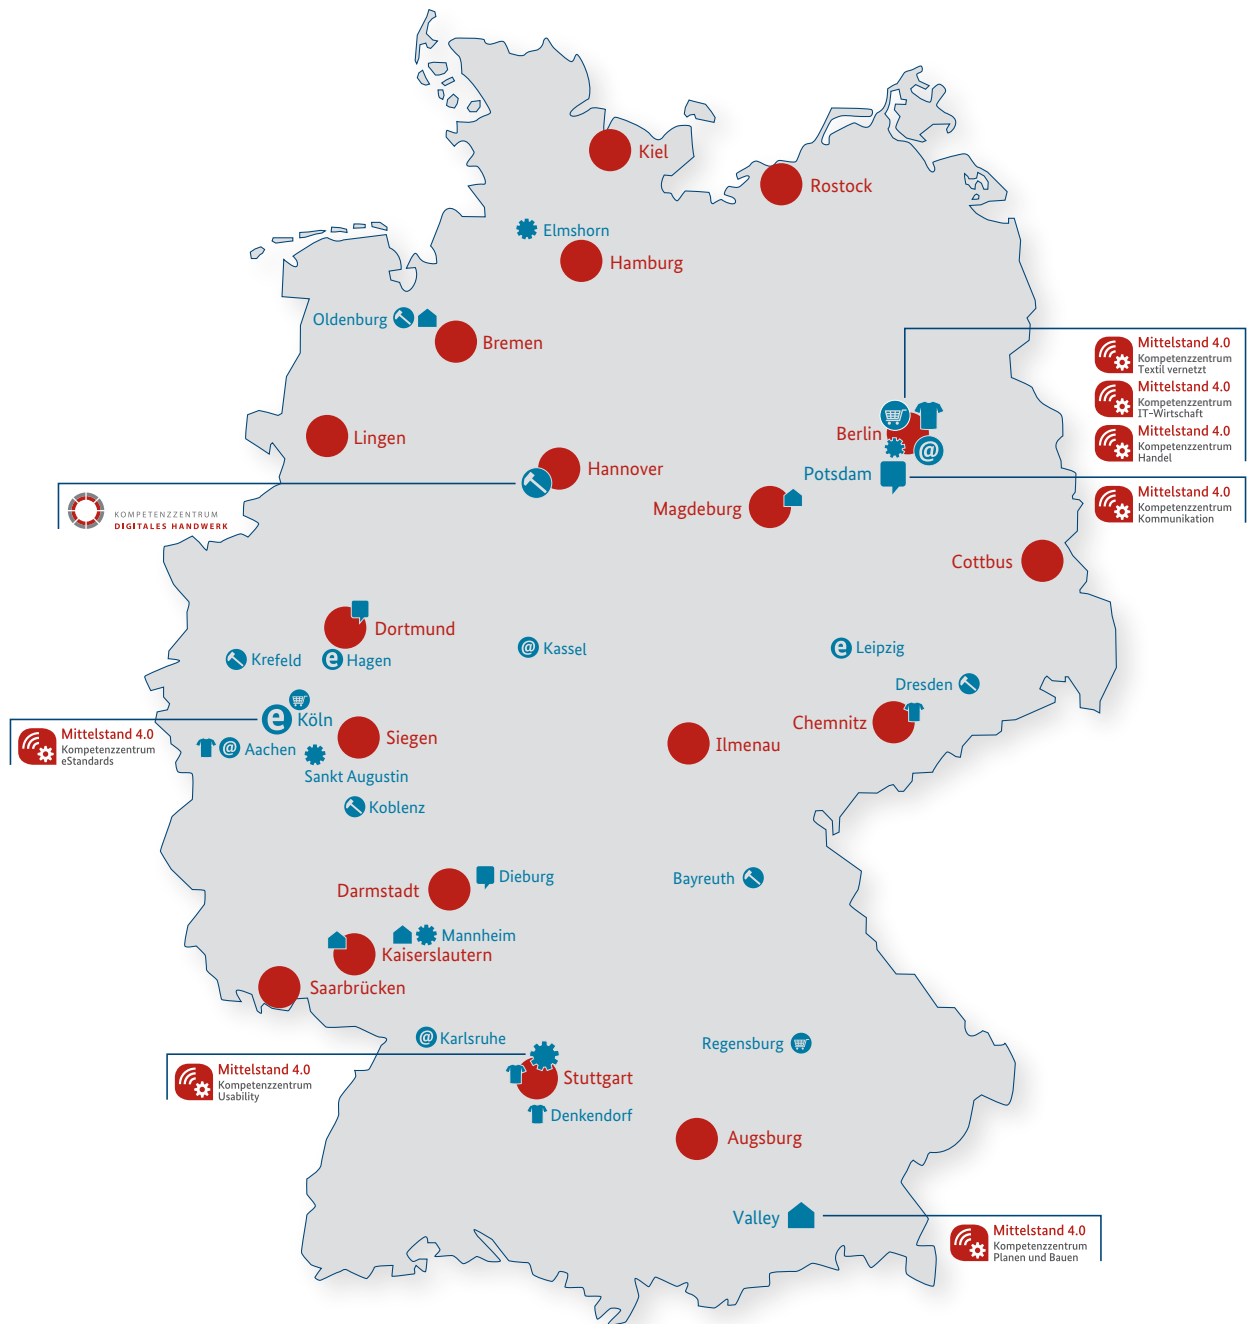 Kiel
Rostock
Elmshorn
Hamburg
Oldenburg
Bremen
Mittelstand 4.0
Kompetenzzentrum
Textil vernetzt
Mittelstand 4.0
Kompetenzzentrum
IT-Wirtschaft
Mittelstand 4.0
Kompetenzzentrum
Handel
Lingen
Berlin
@
Hannover
Potsdam
Mittelstand 4.0
Kompetenzzentrum
Kommunikation
Magdeburg
KOMPETENZZENTRUM
DIGITALES HANDWERK
Cottbus
Dortmund
Krefeld
e Hagen
@ Kassel
e Leipzig
Dresden
e Köln
Chemnitz
Mittelstand 4.0
Kompetenzzentrum
eStandards
Siegen
Ilmenau
@ Aachen
Sankt Augustin
Koblenz
Dieburg
Bayreuth
Darmstadt
Mannheim
Kaiserslautern
Saarbrücken
@ Karlsruhe
Regensburg
Mittelstand 4.0
Kompetenzzentrum
Usability
Stuttgart
Denkendorf
Augsburg
Valley
Mittelstand 4.0
Kompetenzzentrum
Planen und Bauen